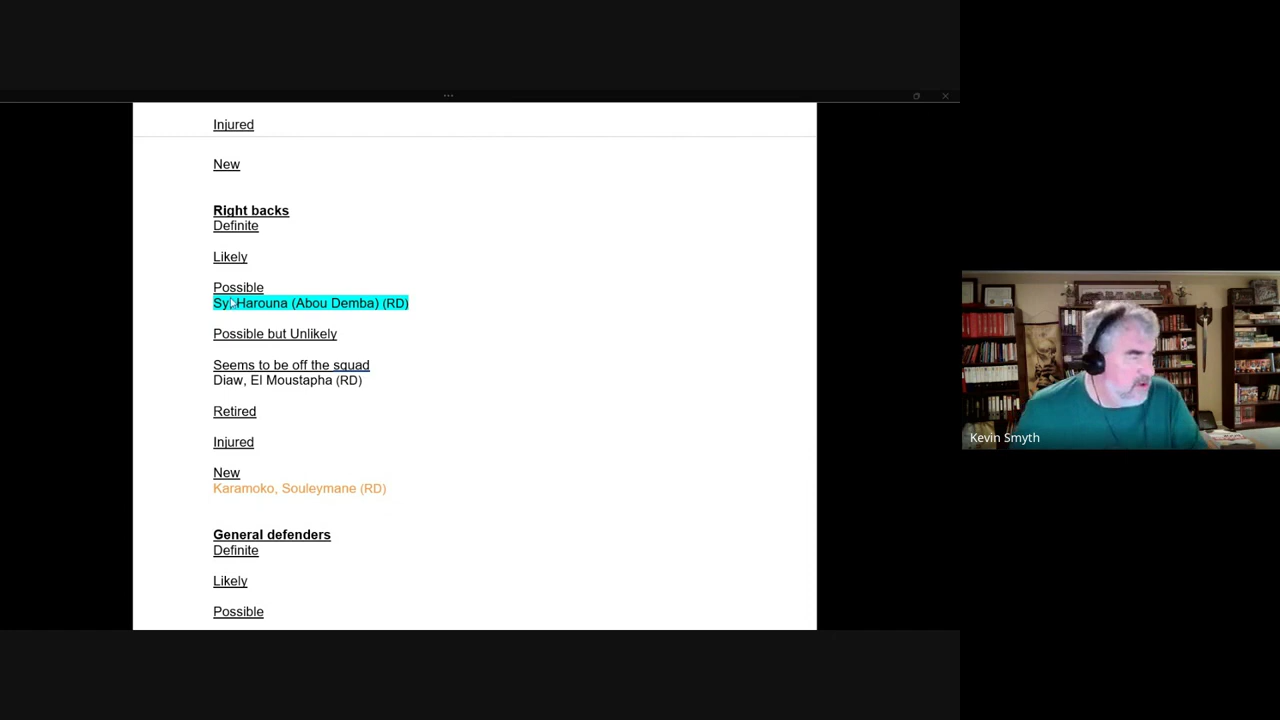 Injured
New
Right backs
Definite
Likely
Possible
Sy, Harouna (Abou Demba) (RD)
Possible but Unlikely
Seems to be off the squad
Diaw, El Moustapha (RD)
Retired
Injured
New
Karamoko, Souleymane (RD)
General defenders
Definite
Likely
Possible
Kevin Smyth